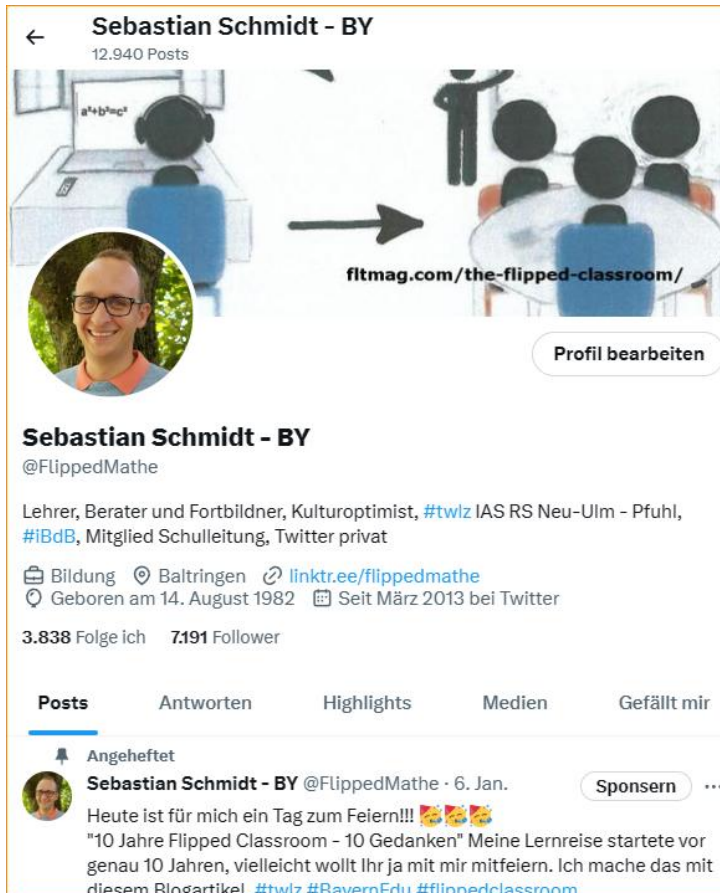 Sebastian Schmidt - BY
12.940 Posts
a²+b²=c²
fltmag.com/the-flipped-classroom/
Profil bearbeiten
Sebastian Schmidt - BY
@FlippedMathe
Lehrer, Berater und Fortbildner, Kulturoptimist, #twlz IAS RS Neu-Ulm - Pfuhl,
#iBdB, Mitglied Schulleitung, Twitter privat
Bildung Baltringen linktr.ee/flippedmathe
Geboren am 14. August 1982 Seit März 2013 bei Twitter
3.838 Folge ich 7.191 Follower
Posts Antworten Highlights Medien Gefällt mir
Angeheftet
Sebastian Schmidt - BY @FlippedMathe · 6. Jan. Sponsern ...
Heute ist für mich ein Tag zum Feiern!!! 🥳🥳🥳
"10 Jahre Flipped Classroom - 10 Gedanken" Meine Lernreise startete vor
genau 10 Jahren, vielleicht wollt Ihr ja mit mir mitfeiern. Ich mache das mit
diesem Blogartikel. #twlz #BayernEdu #flippedclassroom